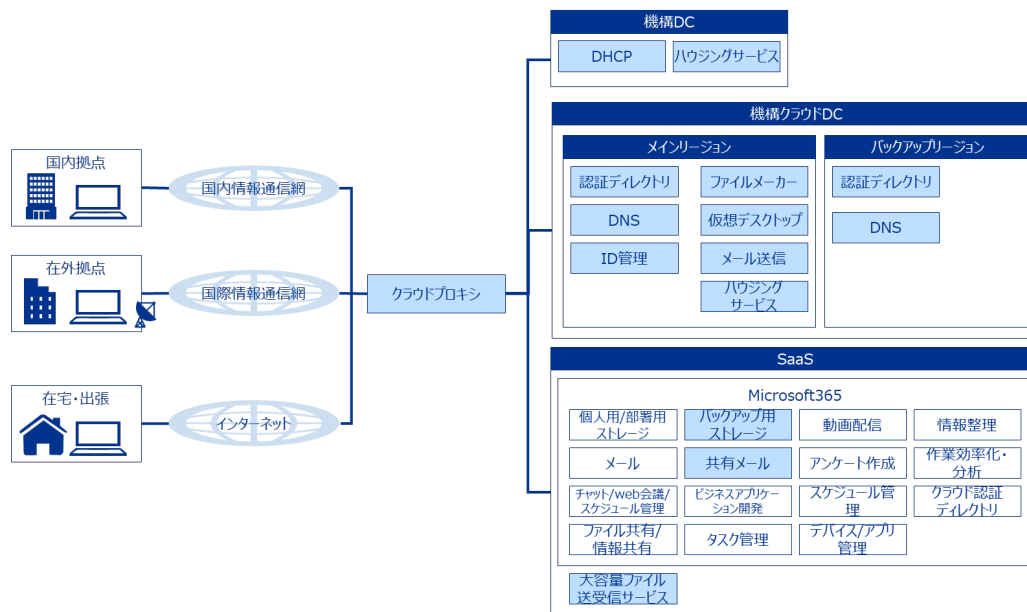 機構DC
DHCP
ハウジングサービス
国内拠点
国内情報通信網
在外拠点
国際情報通信網
在宅・出張
インターネット
クラウドプロキシ
機構クラウドDC
メインリージョン
認証ディレクトリ
ファイルメーカー
DNS
仮想デスクトップ
ID管理
メール送信
ハウジング
サービス
バックアップリージョン
認証ディレクトリ
DNS
SaaS
Microsoft365
個人用/部署用
ストレージ
バックアップ用
ストレージ
動画配信
情報整理
メール
共有メール
アンケート作成
作業効率化・
分析
チャット/web会議/
スケジュール管理
ビジネスアプリケー
ション開発
スケジュール管
理
クラウド認証
ディレクトリ
ファイル共有/
情報共有
タスク管理
デバイス/アプリ
管理
大容量ファイル
送受信サービス